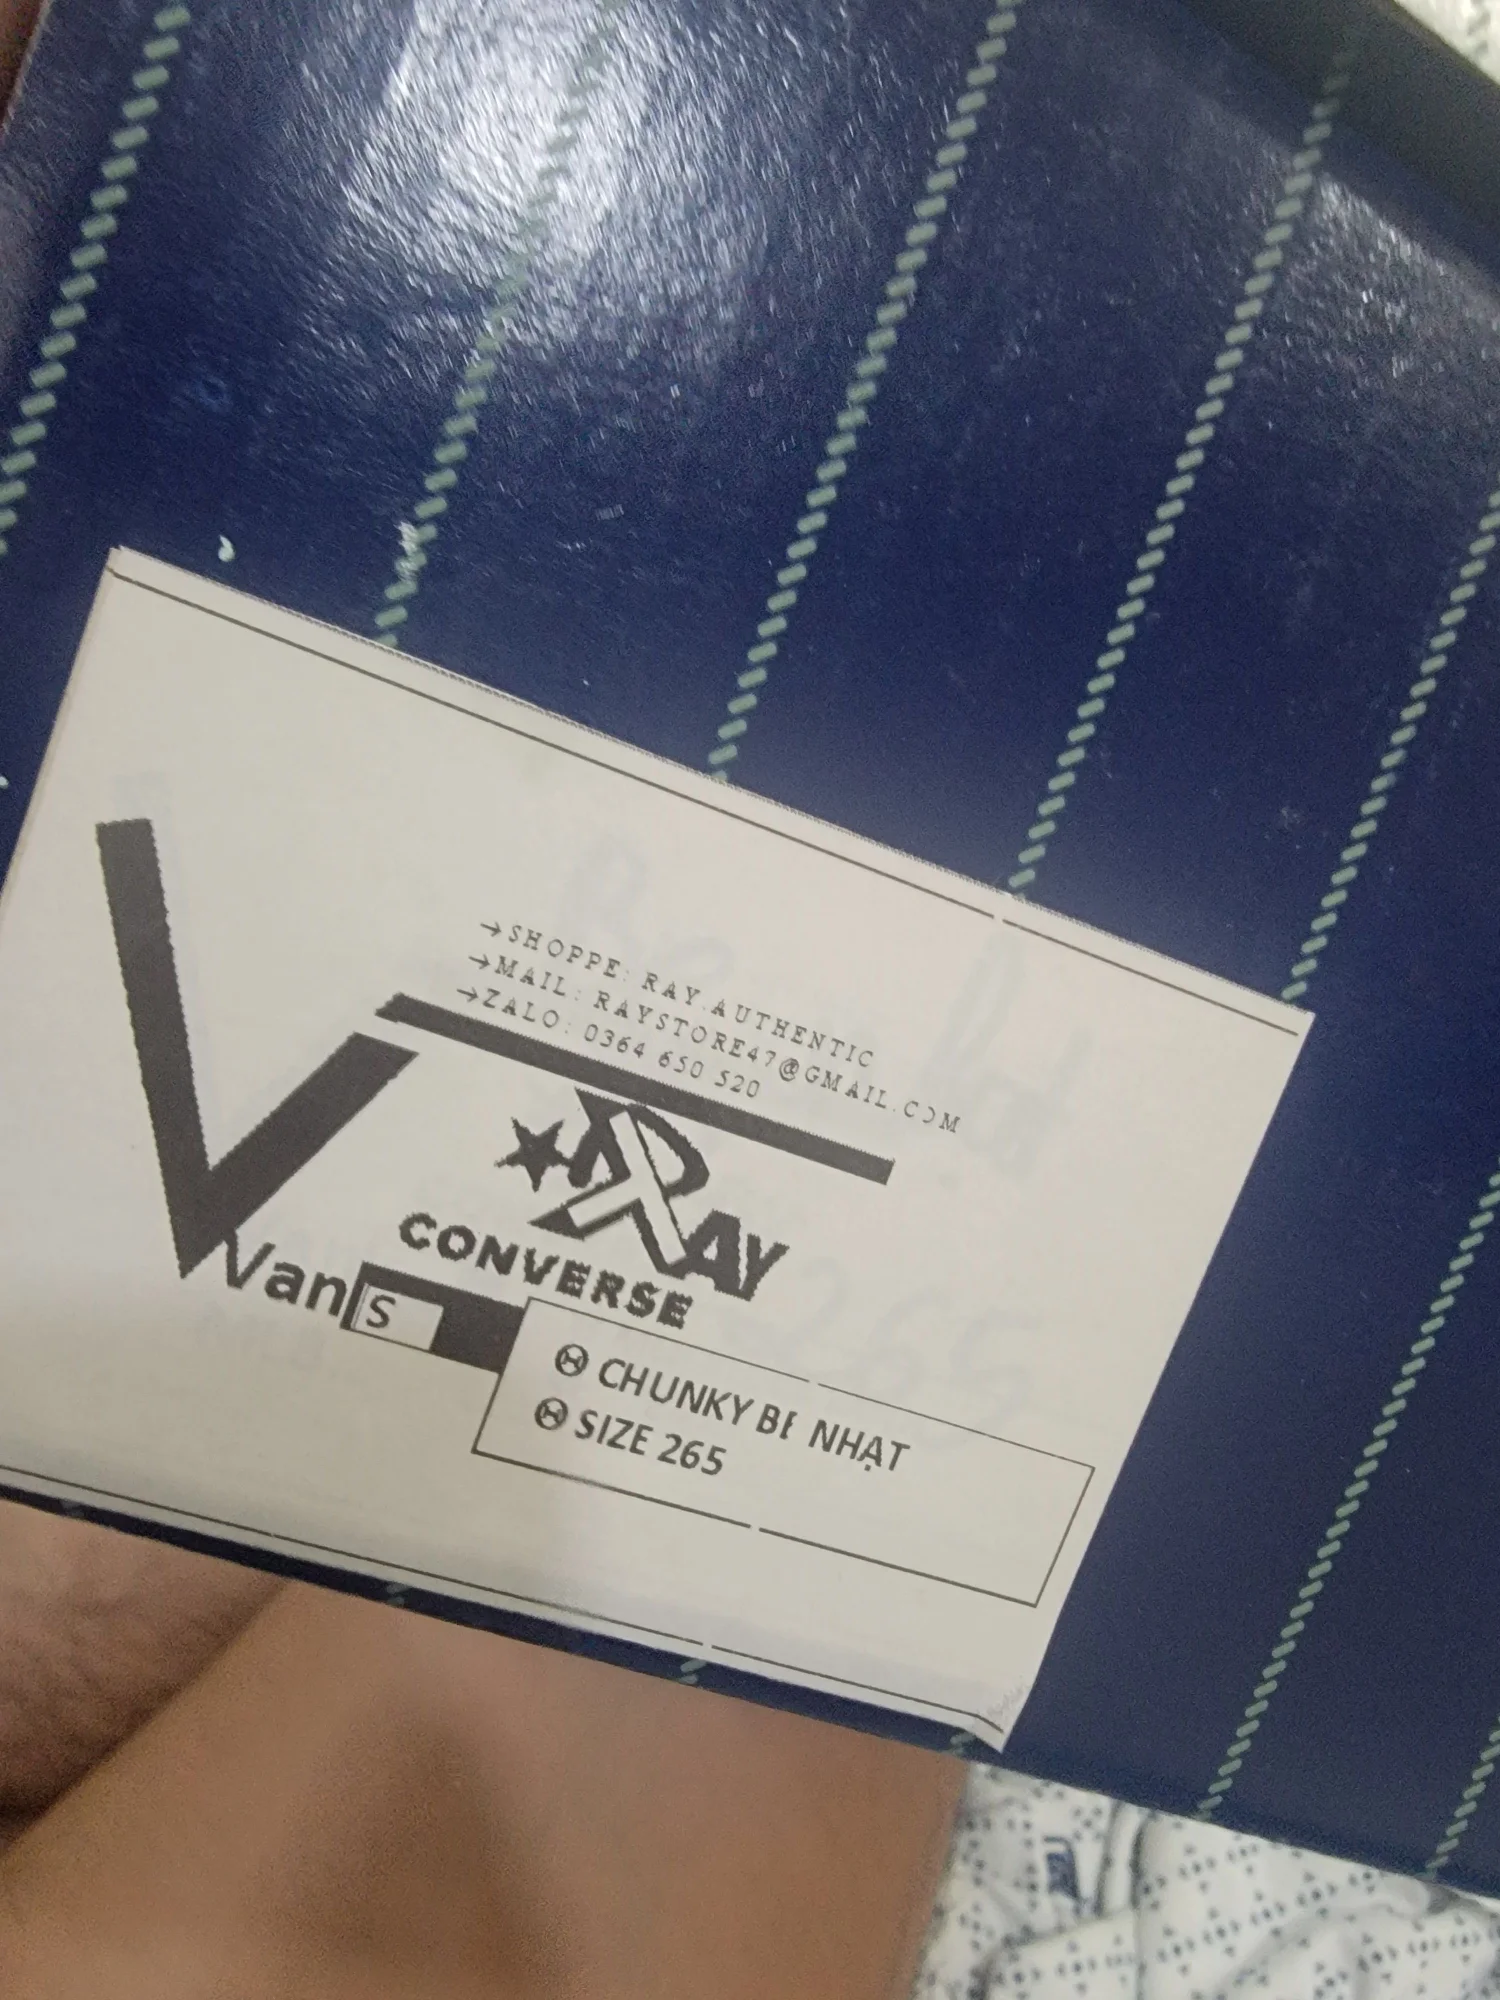 →SHOPPE: RAY.AUTHENTIC
→MAIL: RAYSTORE47@GMAIL.COM
→ZALO: 0364 650 520
RAY
CONVERSE
Vans
CHUNKY BE NHẠT
SIZE 265